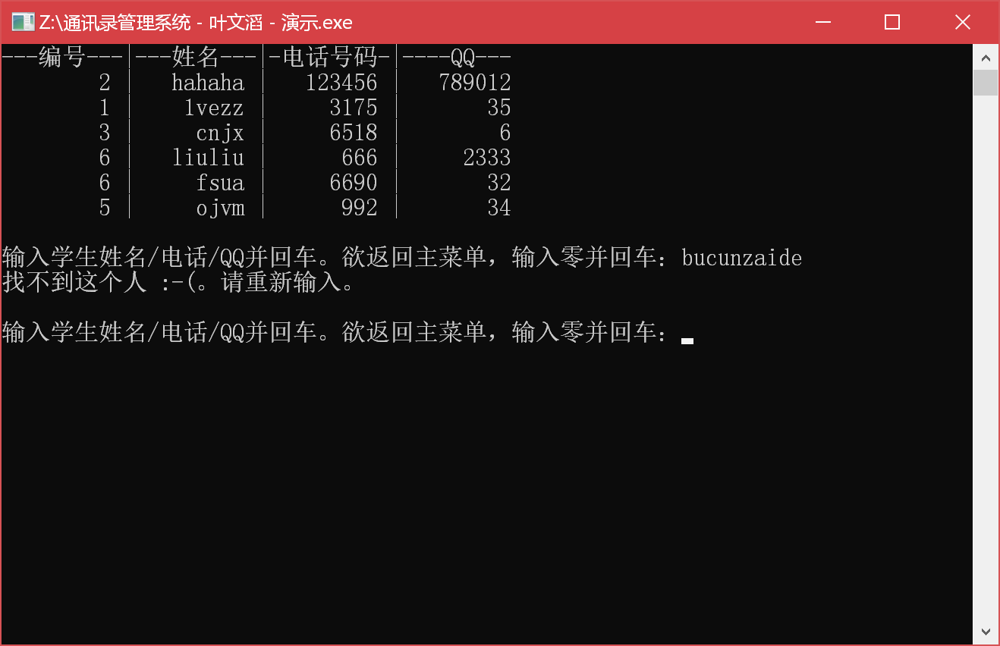 Z:\通讯录管理系统 - 叶文滔 - 演示.exe
---编号---|---姓名---|-电话号码-|----QQ---
2 | hahaha | 123456 | 789012
1 | lvezz | 3175 | 35
3 | cnjx | 6518 | 6
6 | liuliu | 666 | 2333
6 | fsua | 6690 | 32
5 | ojvm | 992 | 34
输入学生姓名/电话/QQ并回车。欲返回主菜单，输入零并回车：bucunzaide
找不到这个人 :-(。请重新输入。
输入学生姓名/电话/QQ并回车。欲返回主菜单，输入零并回车：